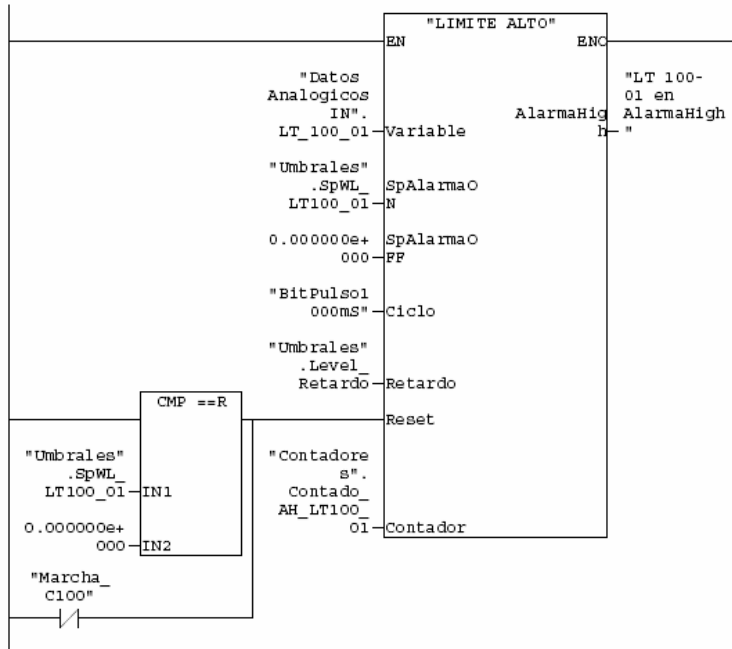 "LIMITE ALTO"
EN
ENO
"Datos
Analogicos
IN".
LT_100_01
Variable
AlarmaHig
h
"LT 100-
01 en
AlarmaHigh
"
"Umbrales"
.SpWL_
LT100_01
SpAlarmaO
N
0.000000e+
000
SpAlarmaO
FF
"BitPulso1
000mS"
Ciclo
"Umbrales"
.Level_
Retardo
Retardo
CMP ==R
Reset
"Umbrales"
.SpWL_
LT100_01
IN1
0.000000e+
000
IN2
"Contadore
s".
Contado_
AH_LT100_
01
Contador
"Marcha_
C100"